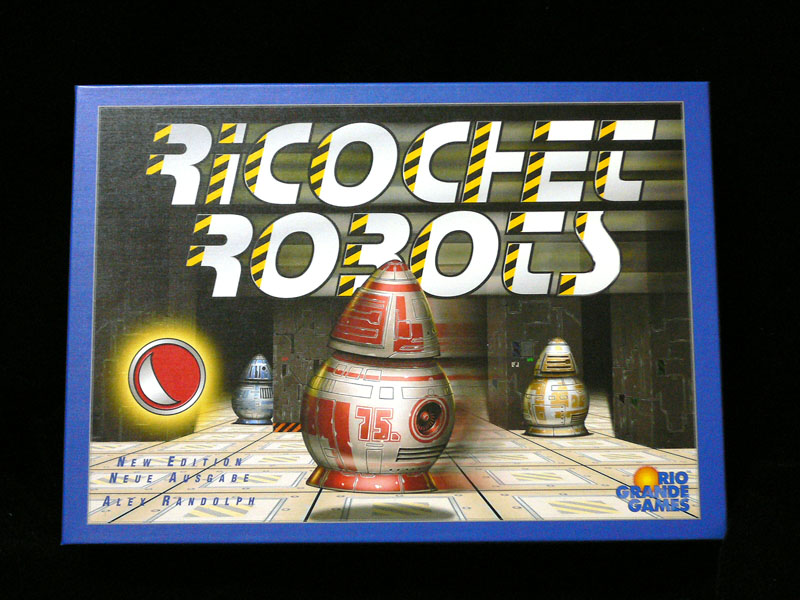 RICOCHET
ROBOTS
75.
NEW EDITION
NEUE AUSGABE
ALEX RANDOLPH
RIO
GRANDE
GAMES